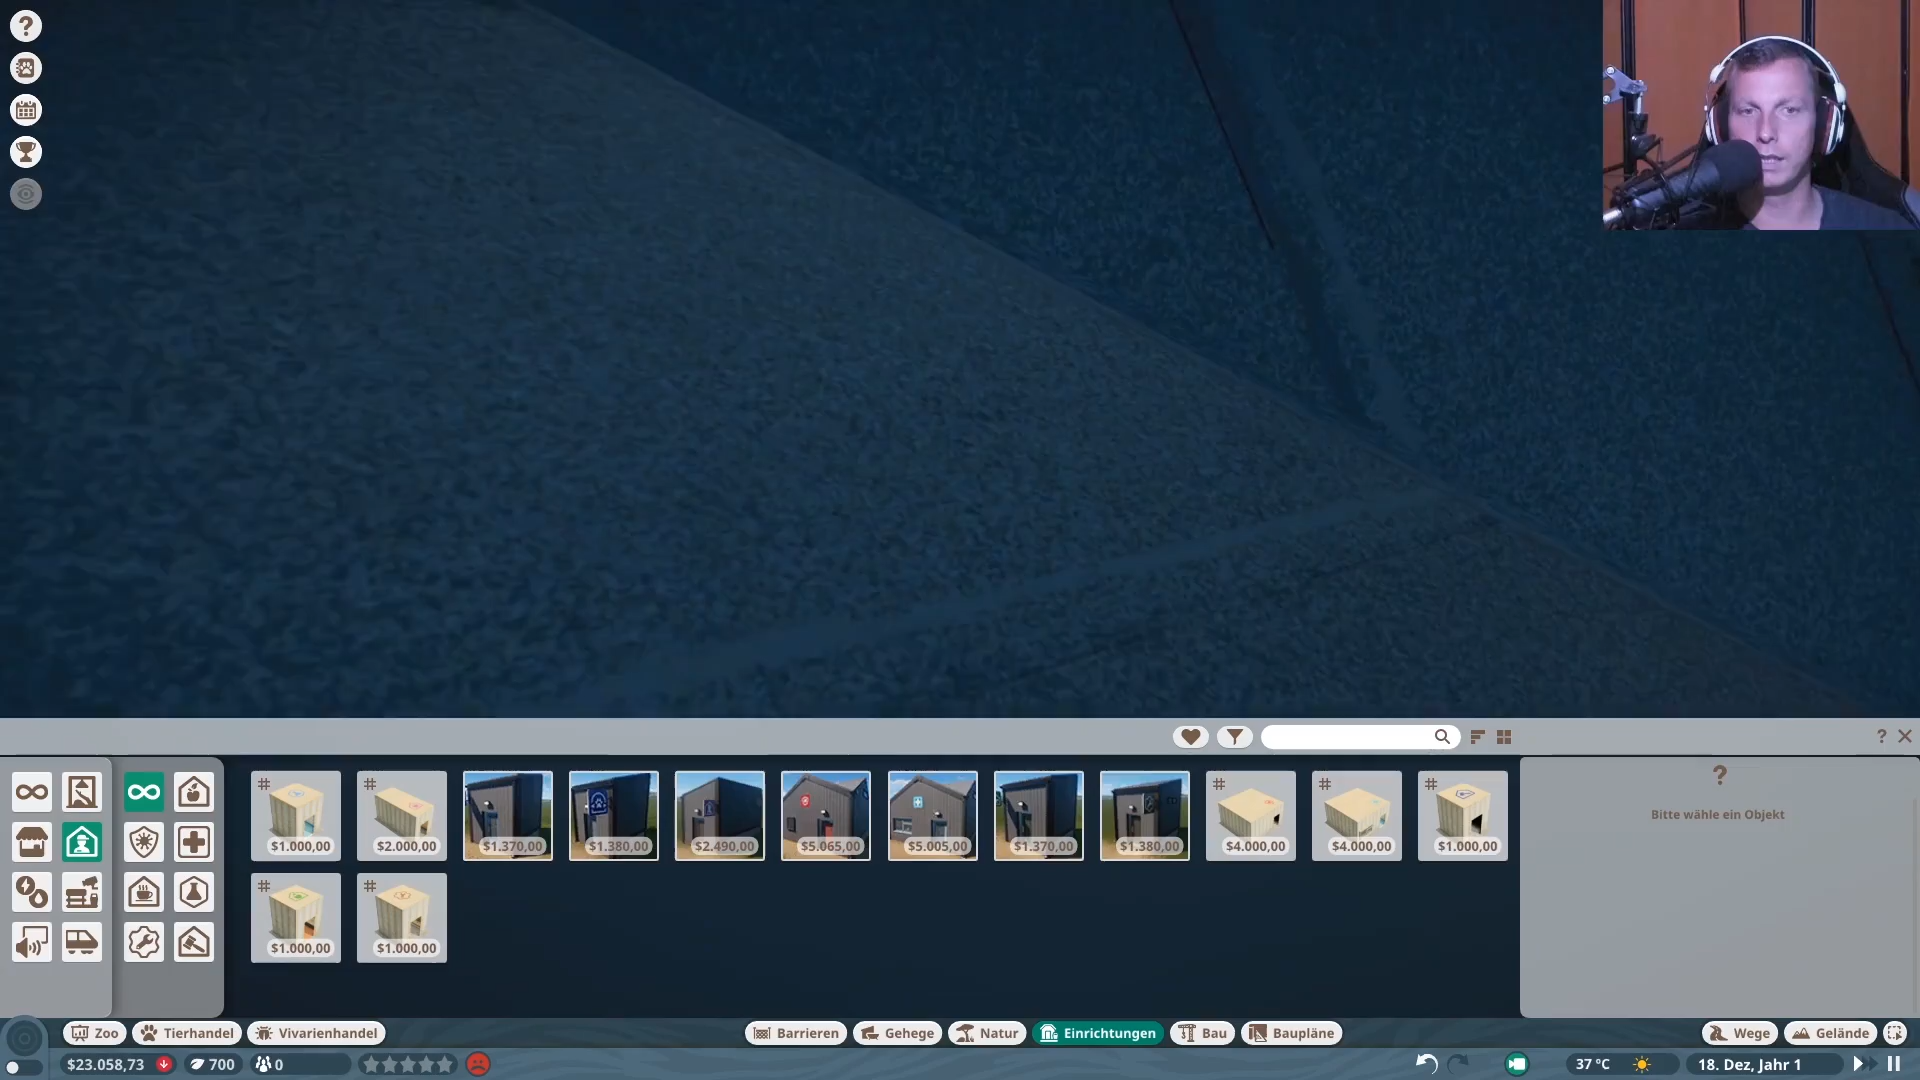 ?
? 
$1.000,00
$2.000,00
$1.370,00
$1.380,00
$2.490,00
$5.065,00
$5.005,00
$1.370,00
$1.380,00
$4.000,00
$4.000,00
$1.000,00
$1.000,00
$1.000,00
?
Bitte wähle ein Objekt
Zoo
Tierhandel
Vivarienhandel
Barrieren
Gehege
Natur
Einrichtungen
Bau
Baupläne
Wege
Gelände
$23.058,73
700
0
37 °C
18. Dez, Jahr 1